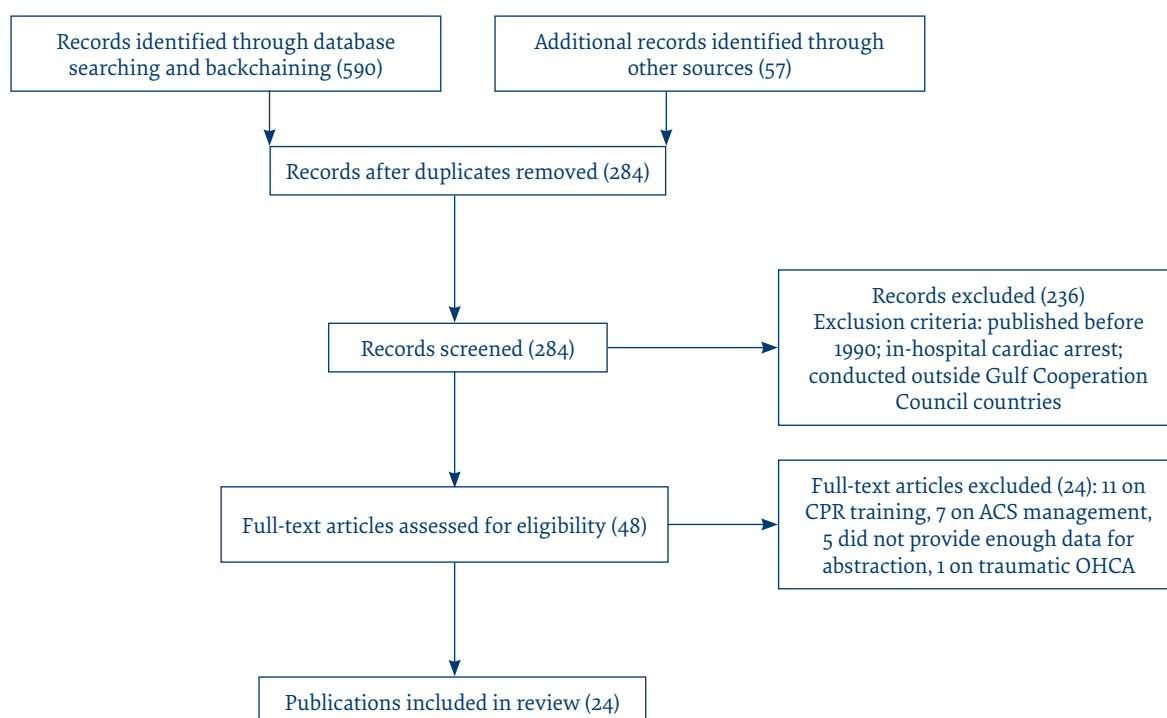 Records identified through database
searching and backchaining (590)
Additional records identified through
other sources (57)
Records after duplicates removed (284)
Records screened (284)
Records excluded (236)
Exclusion criteria: published before
1990; in-hospital cardiac arrest;
conducted outside Gulf Cooperation
Council countries
Full-text articles assessed for eligibility (48)
Full-text articles excluded (24): 11 on
CPR training, 7 on ACS management,
5 did not provide enough data for
abstraction, 1 on traumatic OHCA
Publications included in review (24)